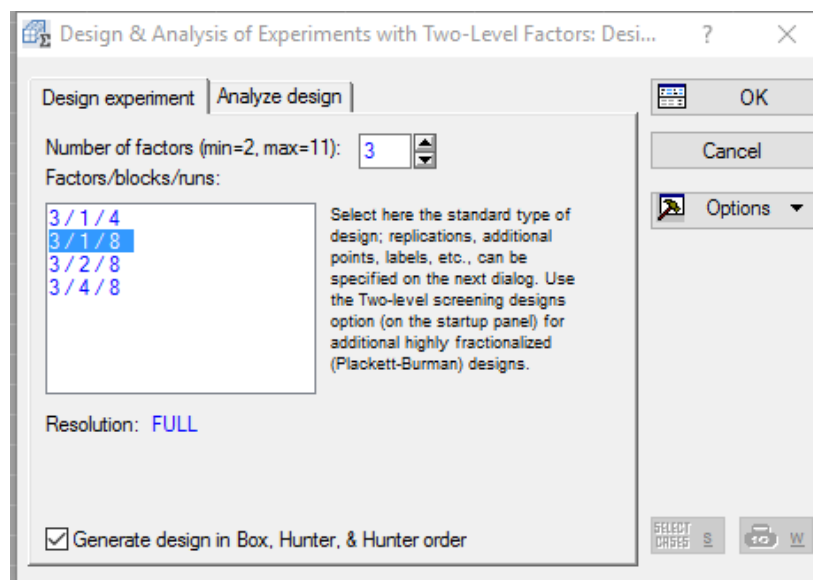 Design & Analysis of Experiments with Two-Level Factors: Desi... ? ×
Design experiment
Analyze design
Number of factors (min=2, max=11): 3
Factors/blocks/runs:
3 / 1 / 4
3 / 1 / 8
3 / 2 / 8
3 / 4 / 8
Select here the standard type of
design; replications, additional
points, labels, etc., can be
specified on the next dialog. Use
the Two-level screening designs
option (on the startup panel) for
additional highly fractionalized
(Plackett-Burman) designs.
Resolution: FULL
Generate design in Box, Hunter, & Hunter order
OK
Cancel
Options
SELECT
CASES S
W